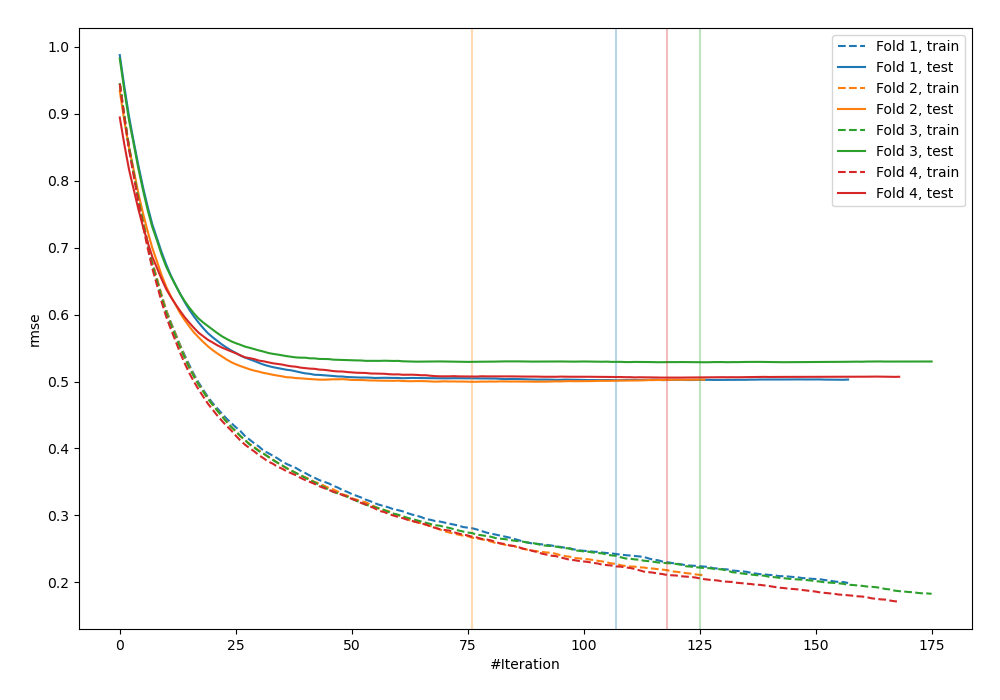 1.0
0.9
0.8
0.7
0.6
0.5
0.4
0.3
0.2
rmse
0
25
50
75
100
125
150
175
#Iteration
Fold 1, train
Fold 1, test
Fold 2, train
Fold 2, test
Fold 3, train
Fold 3, test
Fold 4, train
Fold 4, test